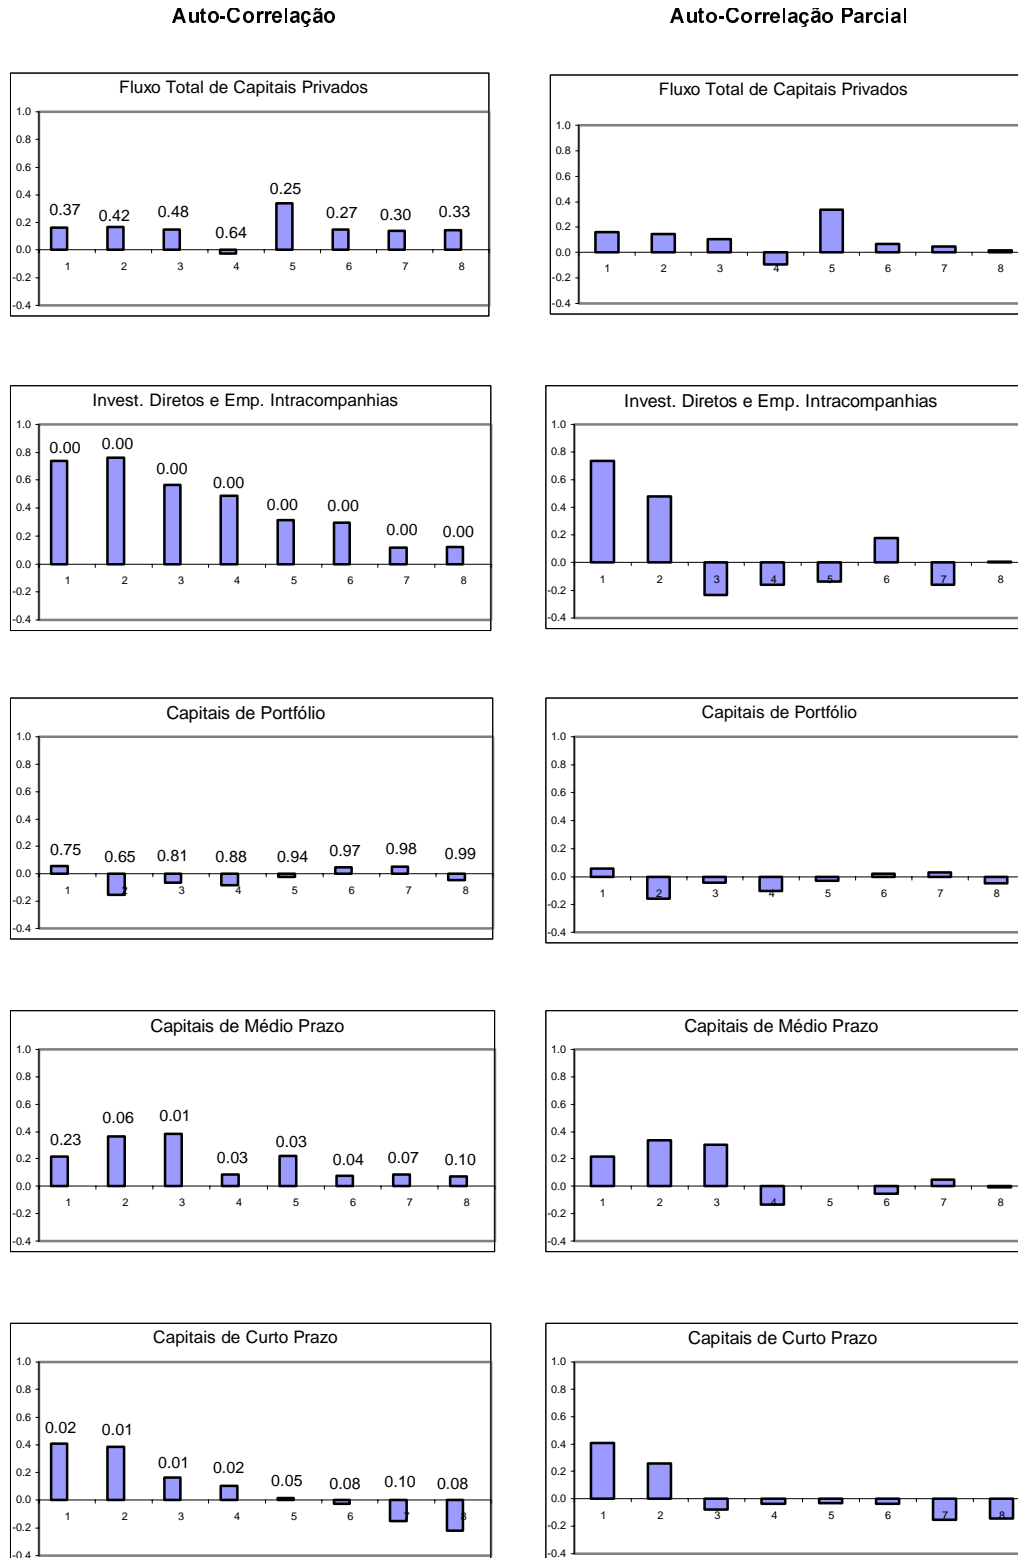 Auto-Correlação
Auto-Correlação Parcial
Fluxo Total de Capitais Privados
1.0
0.8
0.6
0.4
0.2
0.0
-0.2
-0.4
0.37 0.42 0.48 0.64 0.25 0.27 0.30 0.33
1 2 3 4 5 6 7 8
Fluxo Total de Capitais Privados
1.0
0.8
0.6
0.4
0.2
0.0
-0.2
-0.4
1 2 3 4 5 6 7 8
Invest. Diretos e Emp. Intracompanhias
1.0
0.8
0.6
0.4
0.2
0.0
-0.2
-0.4
0.00 0.00 0.00 0.00 0.00 0.00 0.00 0.00
1 2 3 4 5 6 7 8
Invest. Diretos e Emp. Intracompanhias
1.0
0.8
0.6
0.4
0.2
0.0
-0.2
-0.4
1 2 3 4 5 6 7 8
Capitais de Portfólio
1.0
0.8
0.6
0.4
0.2
0.0
-0.2
-0.4
0.75 0.65 0.81 0.88 0.94 0.97 0.98 0.99
1 2 3 4 5 6 7 8
Capitais de Portfólio
1.0
0.8
0.6
0.4
0.2
0.0
-0.2
-0.4
1 2 3 4 5 6 7 8
Capitais de Médio Prazo
1.0
0.8
0.6
0.4
0.2
0.0
-0.2
-0.4
0.23 0.06 0.01 0.03 0.03 0.04 0.07 0.10
1 2 3 4 5 6 7 8
Capitais de Médio Prazo
1.0
0.8
0.6
0.4
0.2
0.0
-0.2
-0.4
1 2 3 4 5 6 7 8
Capitais de Curto Prazo
1.0
0.8
0.6
0.4
0.2
0.0
-0.2
-0.4
0.02 0.01 0.01 0.02 0.05 0.08 0.10 0.08
1 2 3 4 5 6 7 8
Capitais de Curto Prazo
1.0
0.8
0.6
0.4
0.2
0.0
-0.2
-0.4
1 2 3 4 5 6 7 8